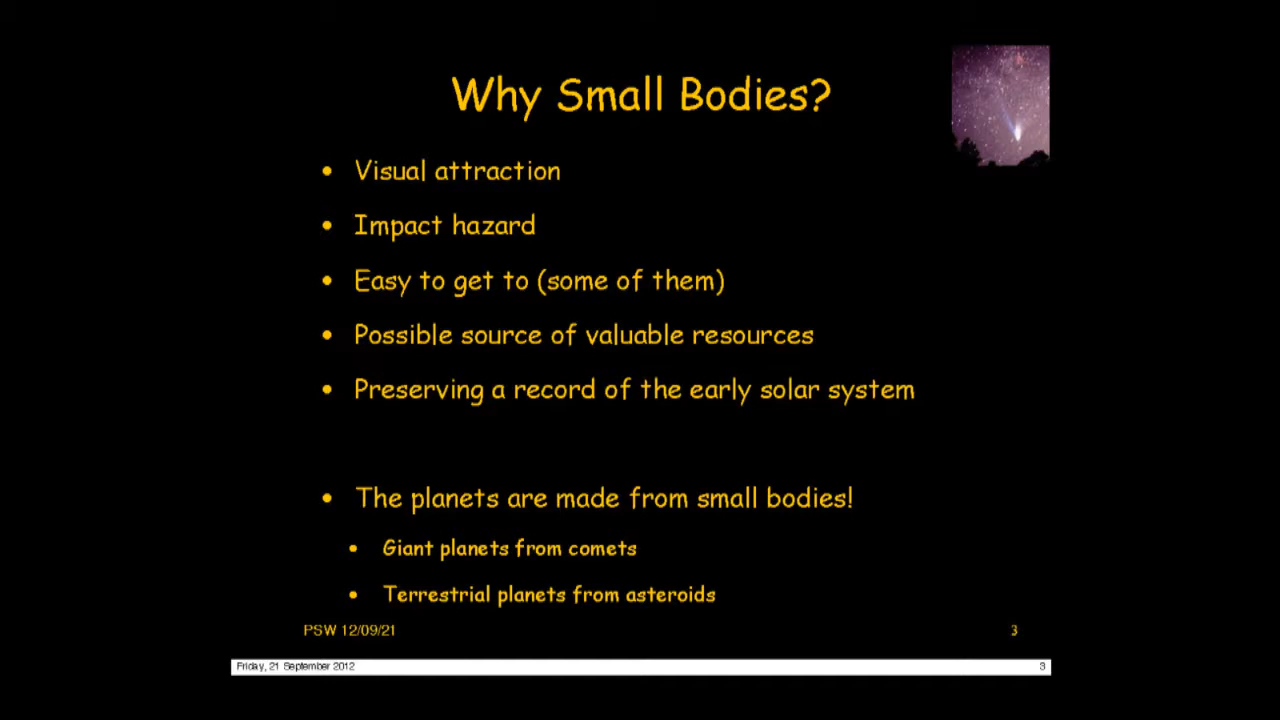 Why Small Bodies?
• Visual attraction
• Impact hazard
• Easy to get to (some of them)
• Possible source of valuable resources
• Preserving a record of the early solar system
• The planets are made from small bodies!
• Giant planets from comets
• Terrestrial planets from asteroids
PSW 12/09/21 3
Friday, 21 September 2012 3